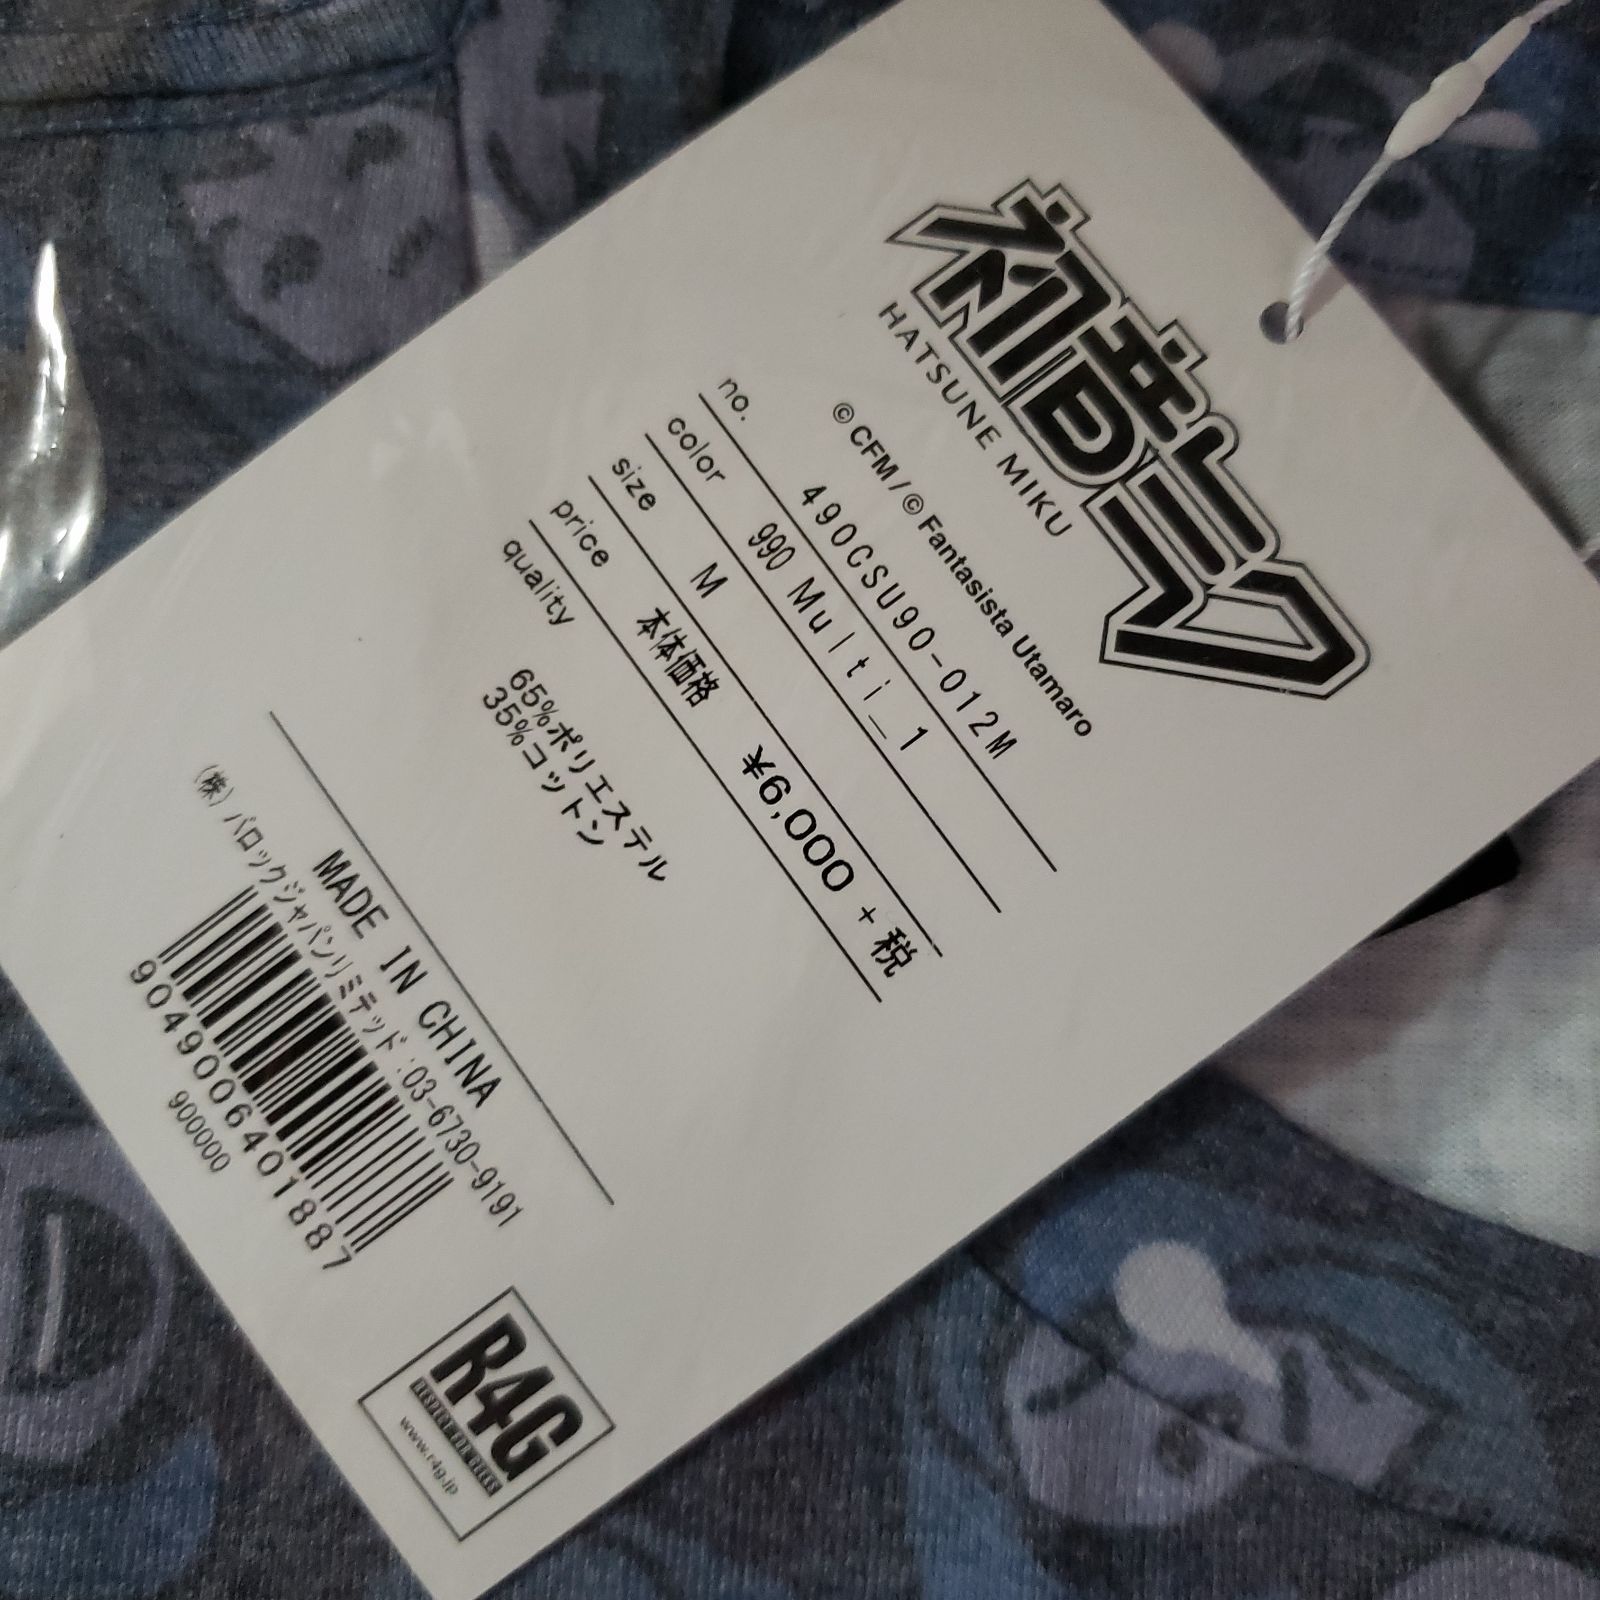 初音ミク
HATSUNE MIKU
©CFM / © Fantasista Utamaro
no. 490CSU90-012M
color 990 Multi_1
size M
price 本体価格 ¥6,000 + 税
quality
65%ポリエステル
35%コットン
MADE IN CHINA
(株) バロックジャパンリミテッド:03-6730-9191
9049006401887
900000
R4G
RESPECT FOR GEEKS
www.r4g.jp